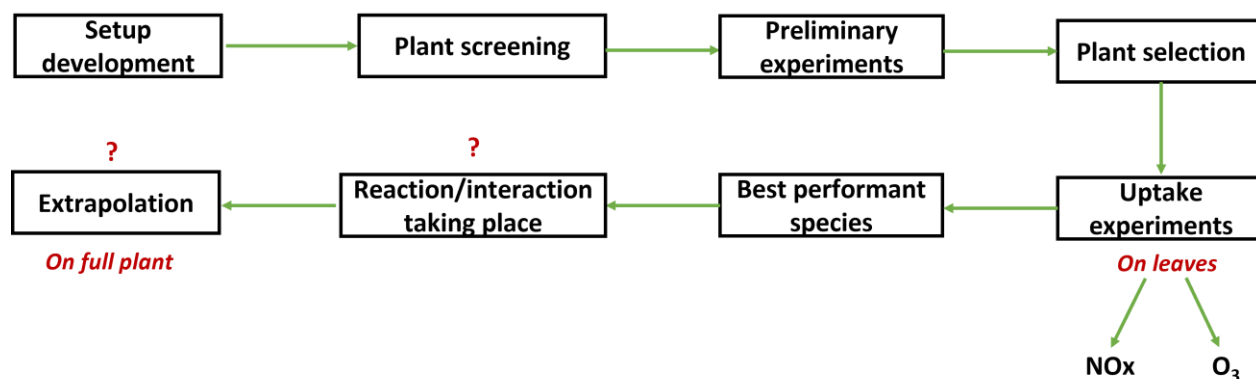 Setup
development
Plant screening
Preliminary
experiments
Plant selection
?
?
Extrapolation
Reaction/interaction
taking place
Best performant
species
Uptake
experiments
On full plant
On leaves
NOx
O₃